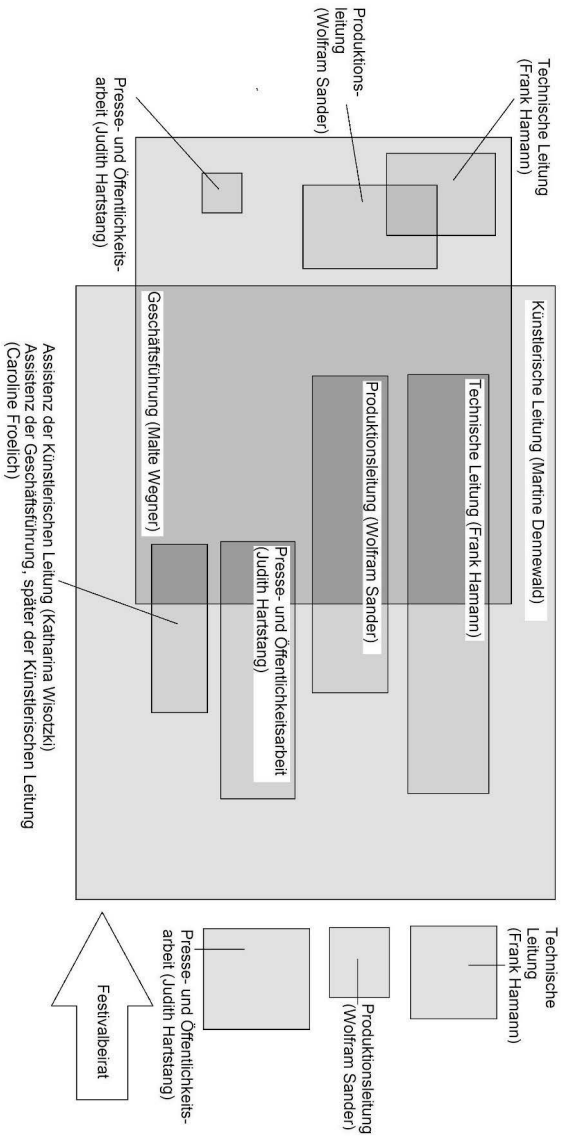 Technische Leitung
(Frank Hamann)
Produktions-
leitung
(Wolfram Sander)
Presse- und Öffentlichkeits-
arbeit (Judith Hartstang)
Künstlerische Leitung (Martine Dennewald)
Technische Leitung (Frank Hamann)
Produktionsleitung (Wolfram Sander)
Presse- und Öffentlichkeitsarbeit
(Judith Hartstang)
Geschäftsführung (Malte Wegner)
Assistenz der Künstlerischen Leitung (Katharina Wisotzki)
Assistenz der Geschäftsführung, später der Künstlerischen Leitung
(Caroline Froelich)
Technische
Leitung
(Frank Hamann)
Produktionsleitung
(Wolfram Sander)
Presse- und Öffentlichkeits-
arbeit (Judith Hartstang)
Festivalbeirat